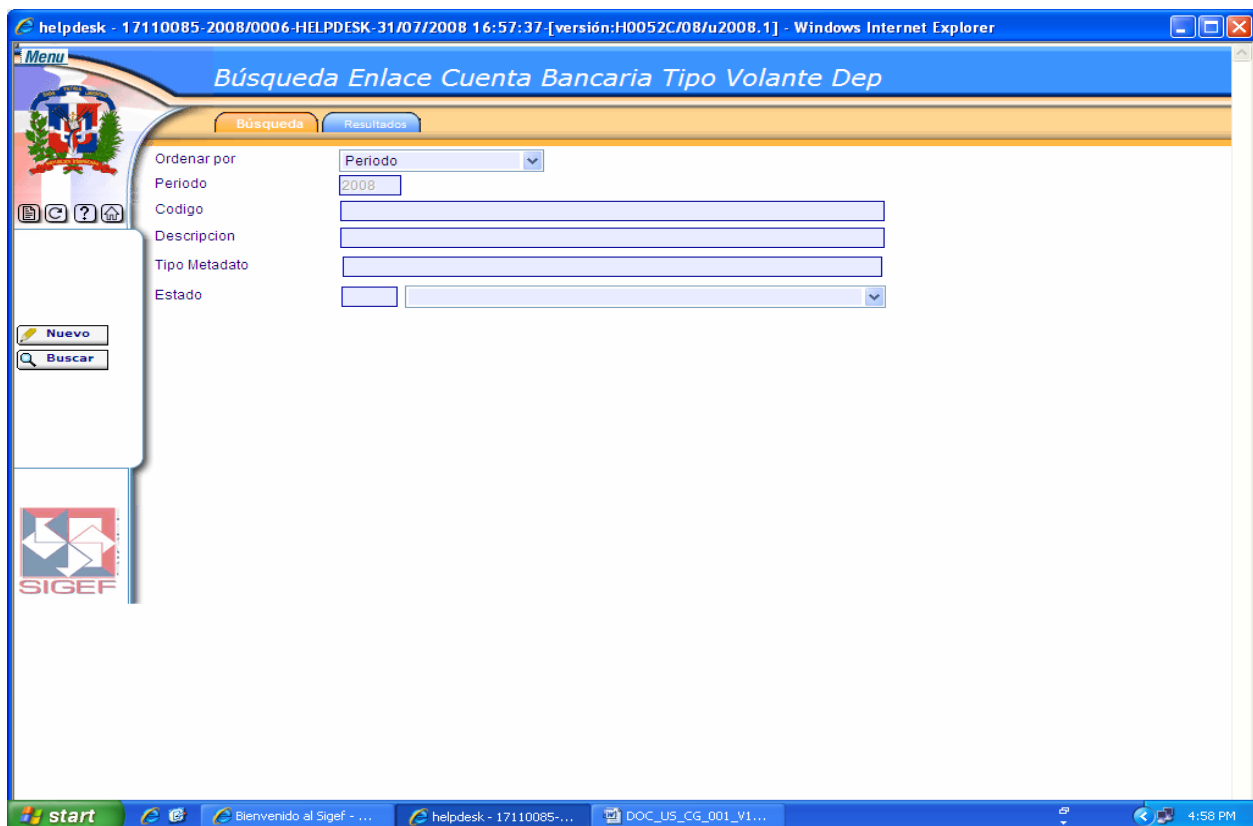 helpdesk - 17110085-2008/0006-HELPDESK-31/07/2008 16:57:37-[versión:H0052C/08/u2008.1] - Windows Internet Explorer
Menu
Búsqueda Enlace Cuenta Bancaria Tipo Volante Dep
Búsqueda Resultados
Ordenar por Periodo
Periodo 2008
Codigo
Descripcion
Tipo Metadato
Estado
Nuevo
Buscar
SIGEF
start Bienvenido al Sigef - ... helpdesk - 17110085-... DOC_US_CG_001_V1... 4:58 PM